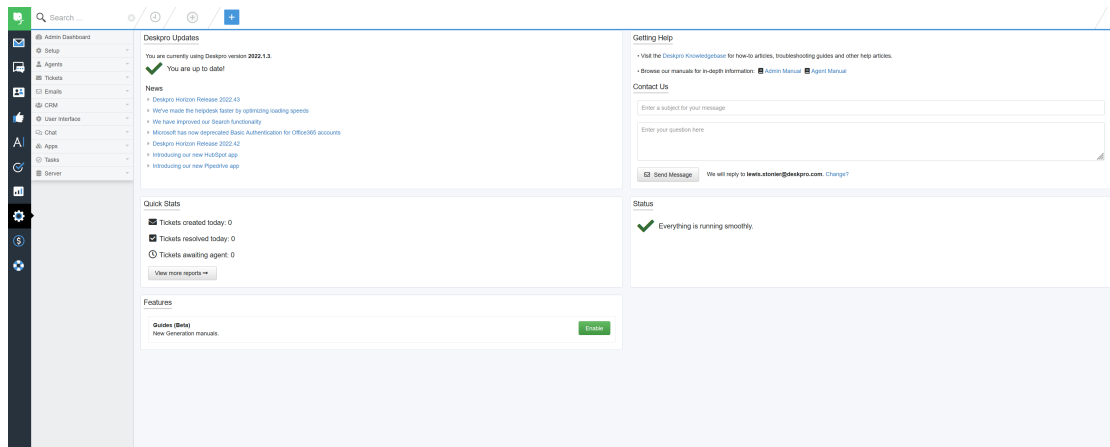 Search ...
Admin Dashboard
Setup
Agents
Tickets
Emails
CRM
User Interface
Chat
Apps
Tasks
Server
Deskpro Updates
You are currently using Deskpro version 2022.1.3.
You are up to date!
News
Deskpro Horizon Release 2022.43
We've made the helpdesk faster by optimizing loading speeds
We have improved our Search functionality
Microsoft has now deprecated Basic Authentication for Office365 accounts
Deskpro Horizon Release 2022.42
Introducing our new HubSpot app
Introducing our new Pipedrive app
Getting Help
• Visit the Deskpro Knowledgebase for how-to articles, troubleshooting guides and other help articles.
• Browse our manuals for in-depth information: Admin Manual Agent Manual
Contact Us
Enter a subject for your message
Enter your question here
Send Message We will reply to lewis.stonier@deskpro.com. Change?
Quick Stats
Tickets created today: 0
Tickets resolved today: 0
Tickets awaiting agent: 0
View more reports →
Status
Everything is running smoothly.
Features
Guides (Beta)
New Generation manuals.
Enable